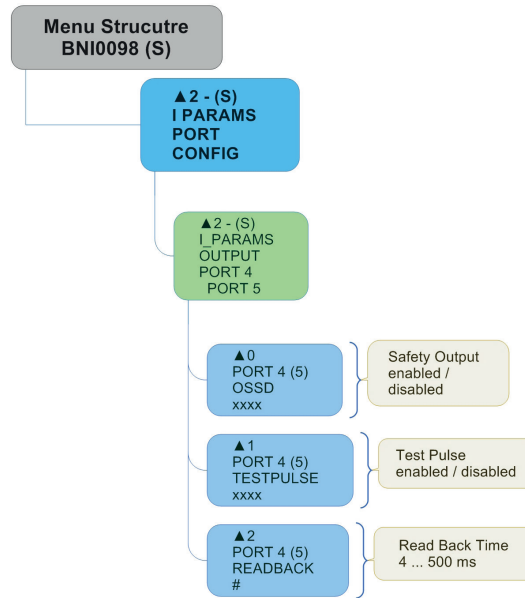 Menu Strucutre
BNI0098 (S)
▲2 - (S)
I PARAMS
PORT
CONFIG
▲2 - (S)
I_PARAMS
OUTPUT
PORT 4
PORT 5
▲0
PORT 4 (5)
OSSD
xxxx
Safety Output
enabled /
disabled
▲1
PORT 4 (5)
TESTPULSE
xxxx
Test Pulse
enabled / disabled
▲2
PORT 4 (5)
READBACK
#
Read Back Time
4 ... 500 ms